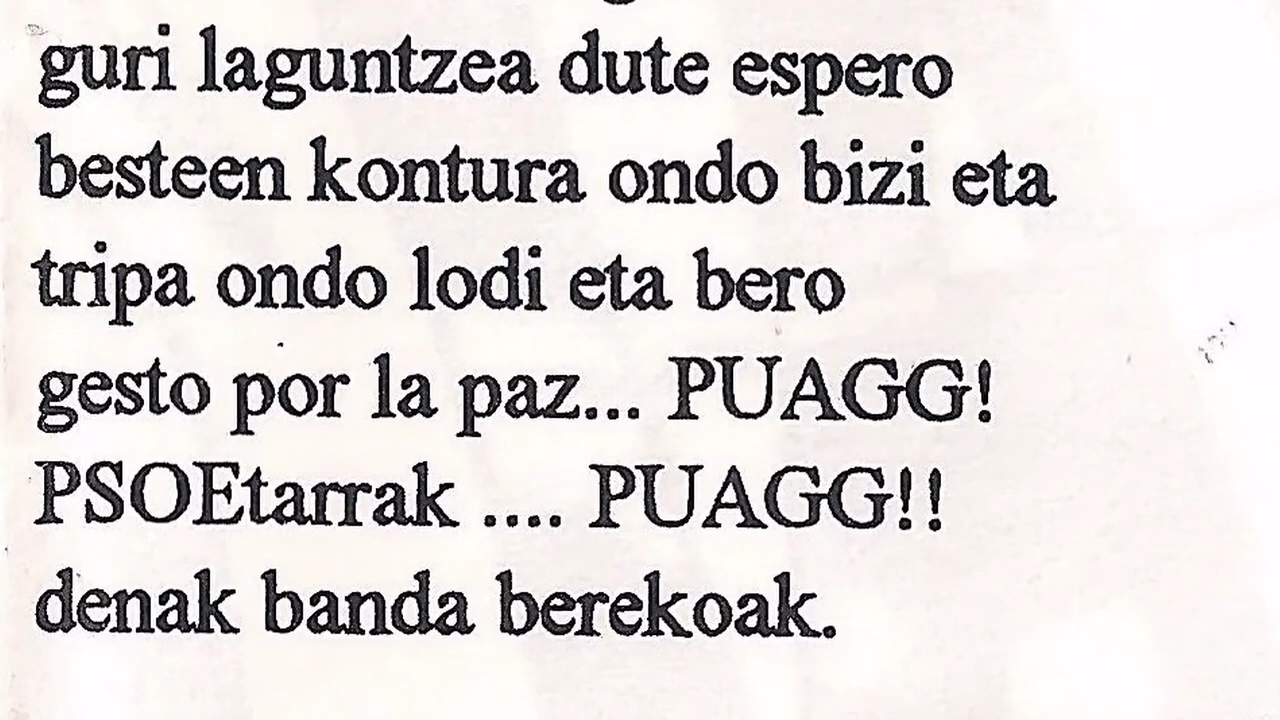 guri laguntzea dute espero
besteen kontura ondo bizi eta
tripa ondo lodi eta bero
gesto por la paz... PUAGG!
PSOEtarrak .... PUAGG!!
denak banda berekoak.